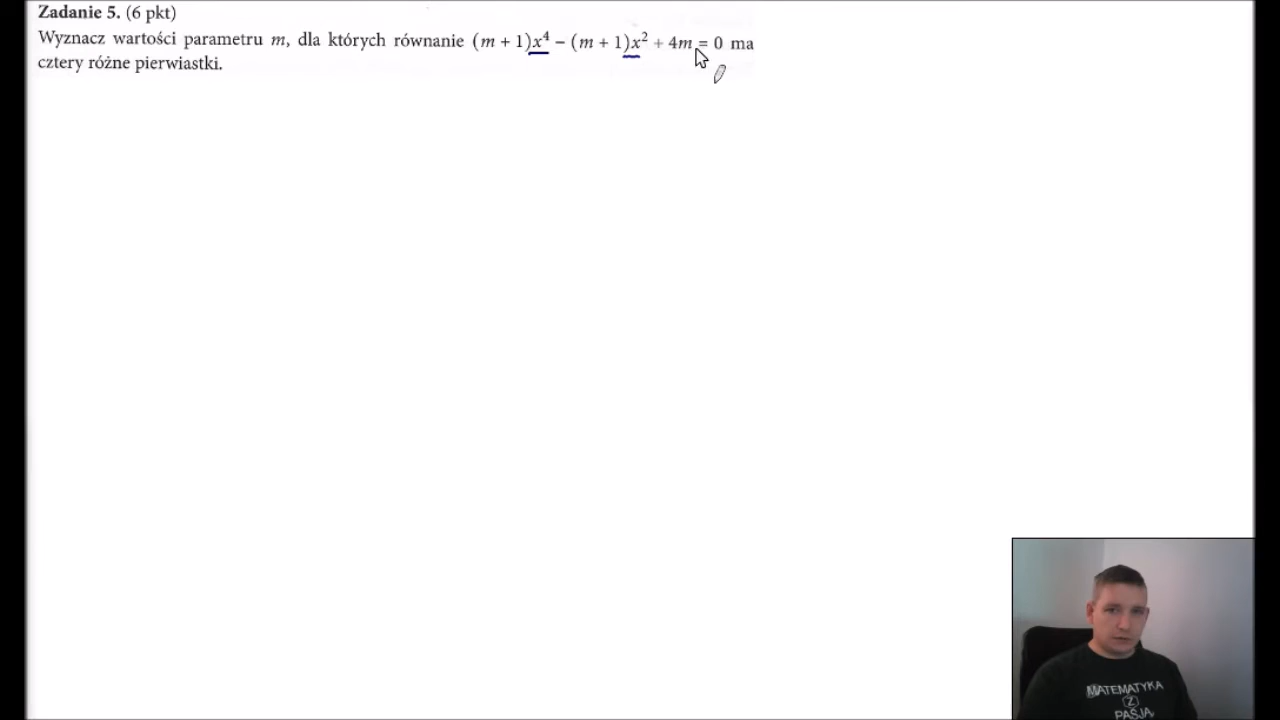 Zadanie 5. (6 pkt)
Wyznacz wartości parametru m, dla których równanie (m + 1)x⁴ − (m + 1)x² + 4m = 0 ma
cztery różne pierwiastki.
MATEMATYKA
Z
PASJĄ